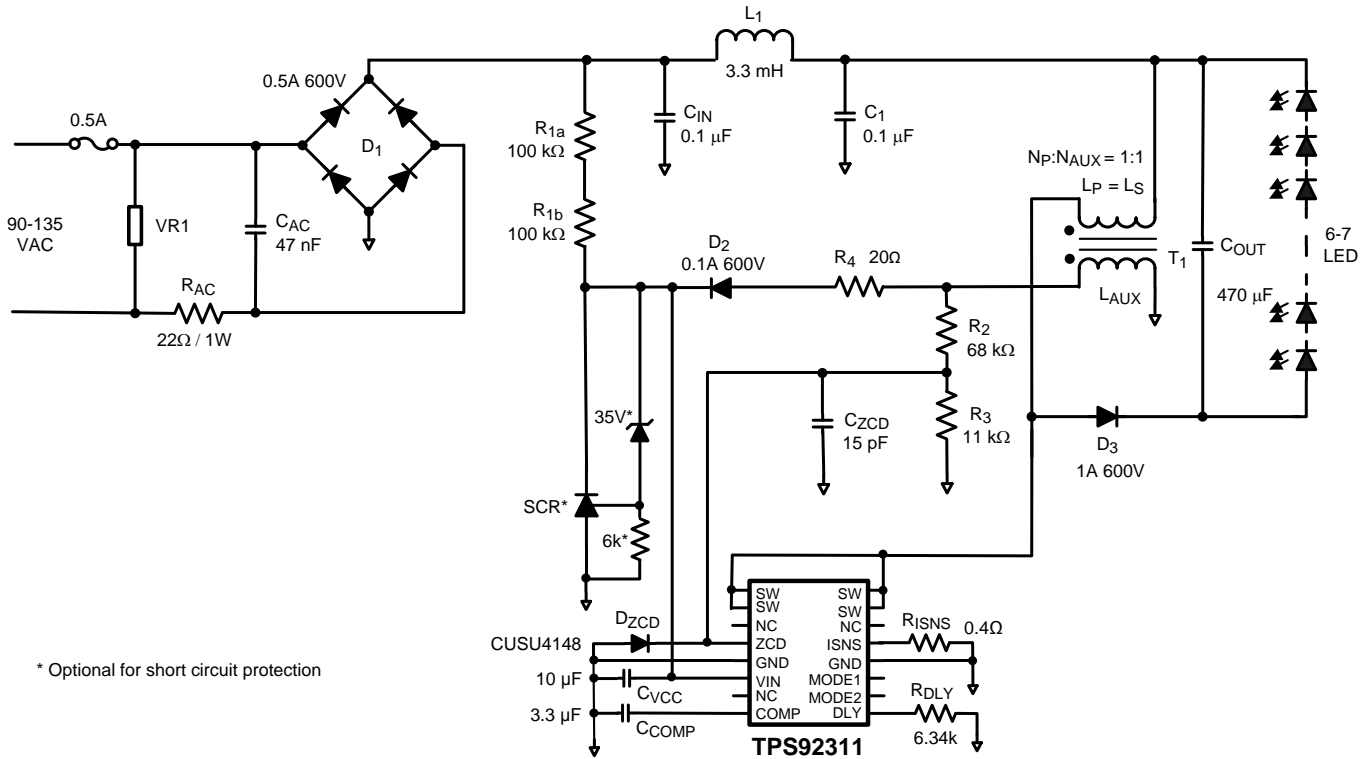 L1
3.3 mH
0.5A 600V
0.5A
D1
R1a
100 kΩ
CIN
0.1 µF
C1
0.1 µF
NP:NAUX = 1:1
LP = LS
90-135
VAC
VR1
CAC
47 nF
R1b
100 kΩ
D2
0.1A 600V
R4 20Ω
T1
LAUX
COUT
470 µF
6-7
LED
RAC
22Ω / 1W
R2
68 kΩ
35V*
CZCD
15 pF
R3
11 kΩ
D3
1A 600V
SCR*
6k*
DZCD
CUSU4148
SW
SW
NC
ZCD
GND
VIN
NC
COMP
SW
SW
NC
ISNS
GND
MODE1
MODE2
DLY
RISNS
0.4Ω
* Optional for short circuit protection
10 µF
CVCC
3.3 µF
CCOMP
RDLY
6.34k
TPS92311